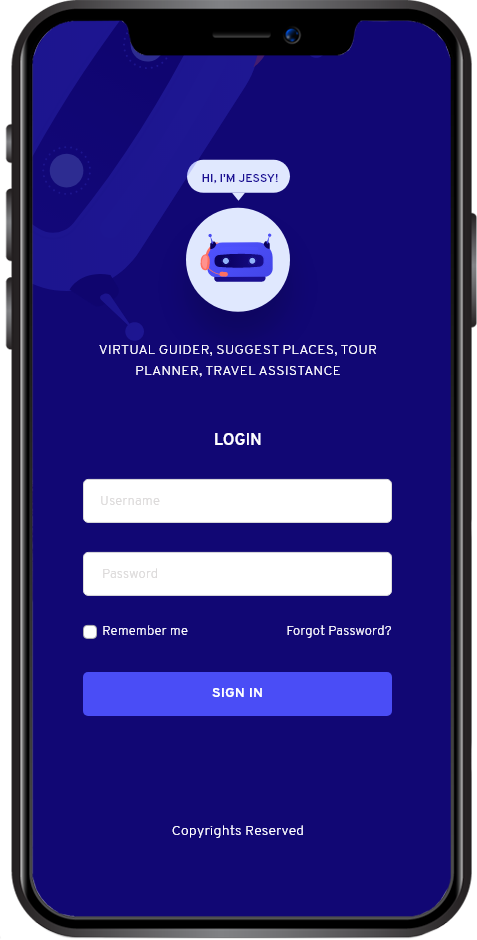 HI, I'M JESSY!
VIRTUAL GUIDER, SUGGEST PLACES, TOUR
PLANNER, TRAVEL ASSISTANCE
LOGIN
Username
Password
Remember me Forgot Password?
SIGN IN
Copyrights Reserved